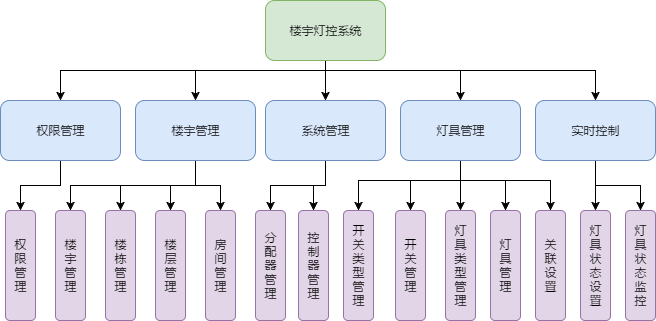 楼宇灯控系统
权限管理
楼宇管理
系统管理
灯具管理
实时控制
权限管理
楼宇管理
楼栋管理
楼层管理
房间管理
分配器管理
控制器管理
开关类型管理
开关管理
灯具类型管理
灯具管理
关联设置
灯具状态设置
灯具状态监控